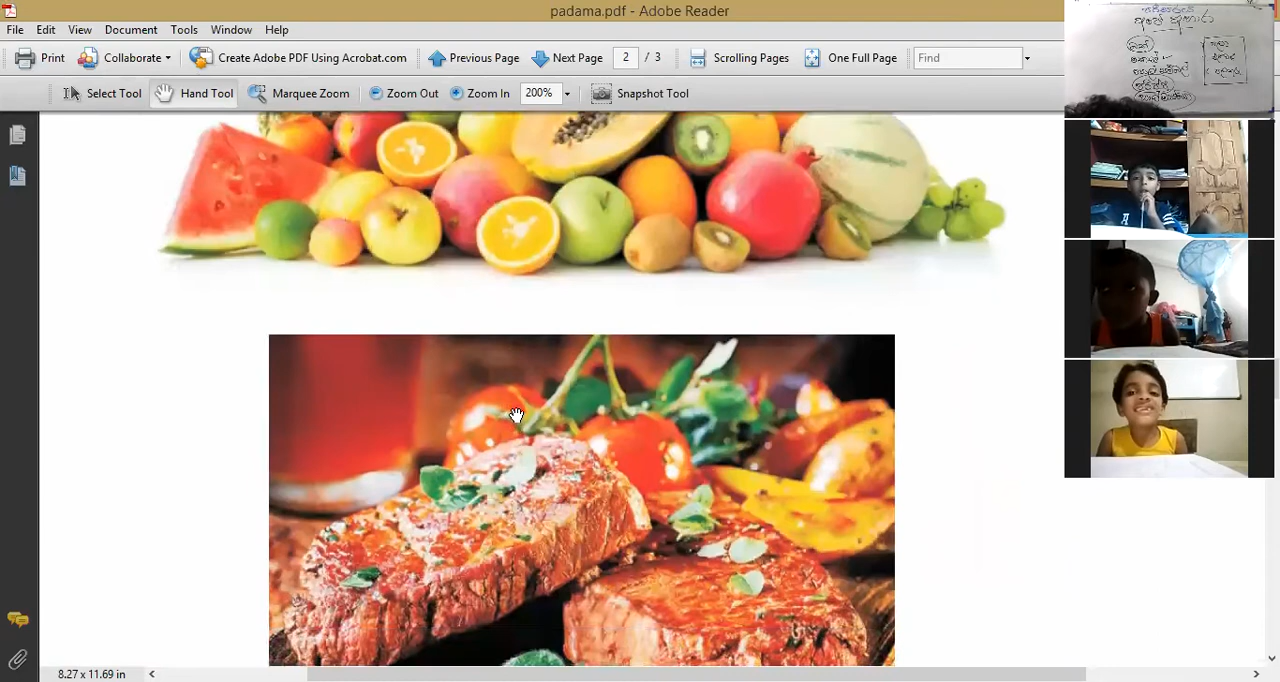 padama.pdf - Adobe Reader
File Edit View Document Tools Window Help
Print Collaborate Create Adobe PDF Using Acrobat.com Previous Page Next Page 2 / 3 Scrolling Pages One Full Page Find
Select Tool Hand Tool Marquee Zoom Zoom Out Zoom In 200% Snapshot Tool
8.27 x 11.69 in
අපේ ආහාර